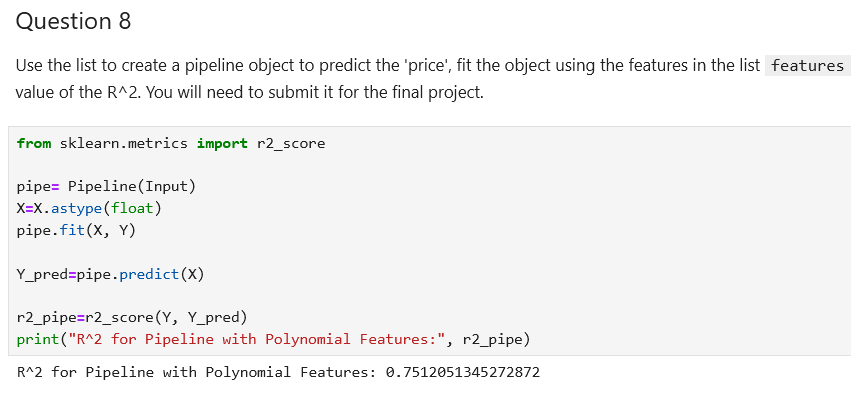 Question 8
Use the list to create a pipeline object to predict the 'price', fit the object using the features in the list features
value of the R^2. You will need to submit it for the final project.
from sklearn.metrics import r2_score
pipe= Pipeline(Input)
X=X.astype(float)
pipe.fit(X, Y)
Y_pred=pipe.predict(X)
r2_pipe=r2_score(Y, Y_pred)
print("R^2 for Pipeline with Polynomial Features:", r2_pipe)
R^2 for Pipeline with Polynomial Features: 0.7512051345272872